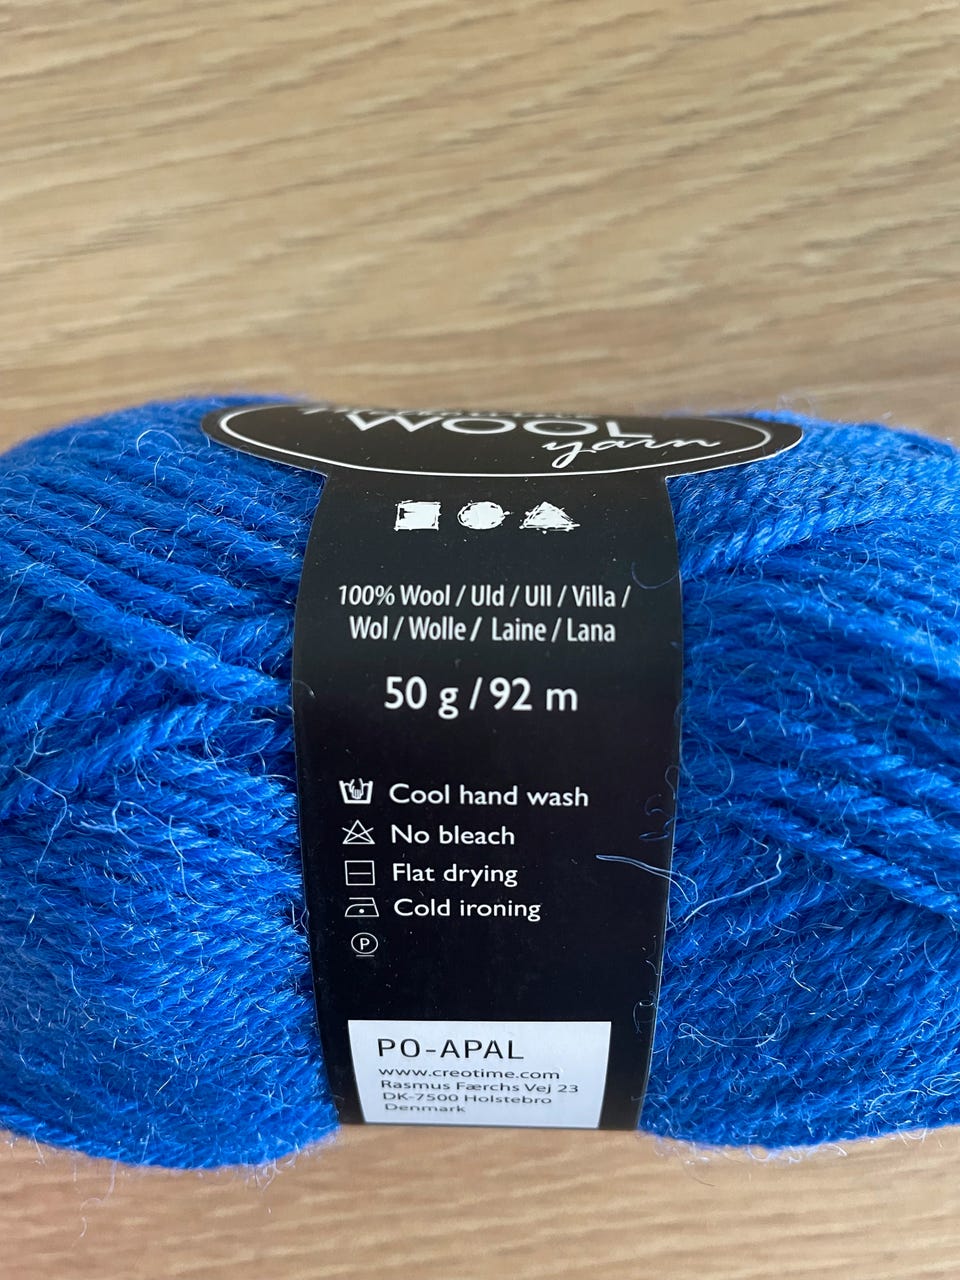 WOOL
yarn
100% Wool / Uld / Ull / Villa /
Wol / Wolle / Laine / Lana
50 g / 92 m
Cool hand wash
No bleach
Flat drying
Cold ironing
P
PO-APAL
www.creotime.com
Rasmus Færchs Vej 23
DK-7500 Holstebro
Denmark